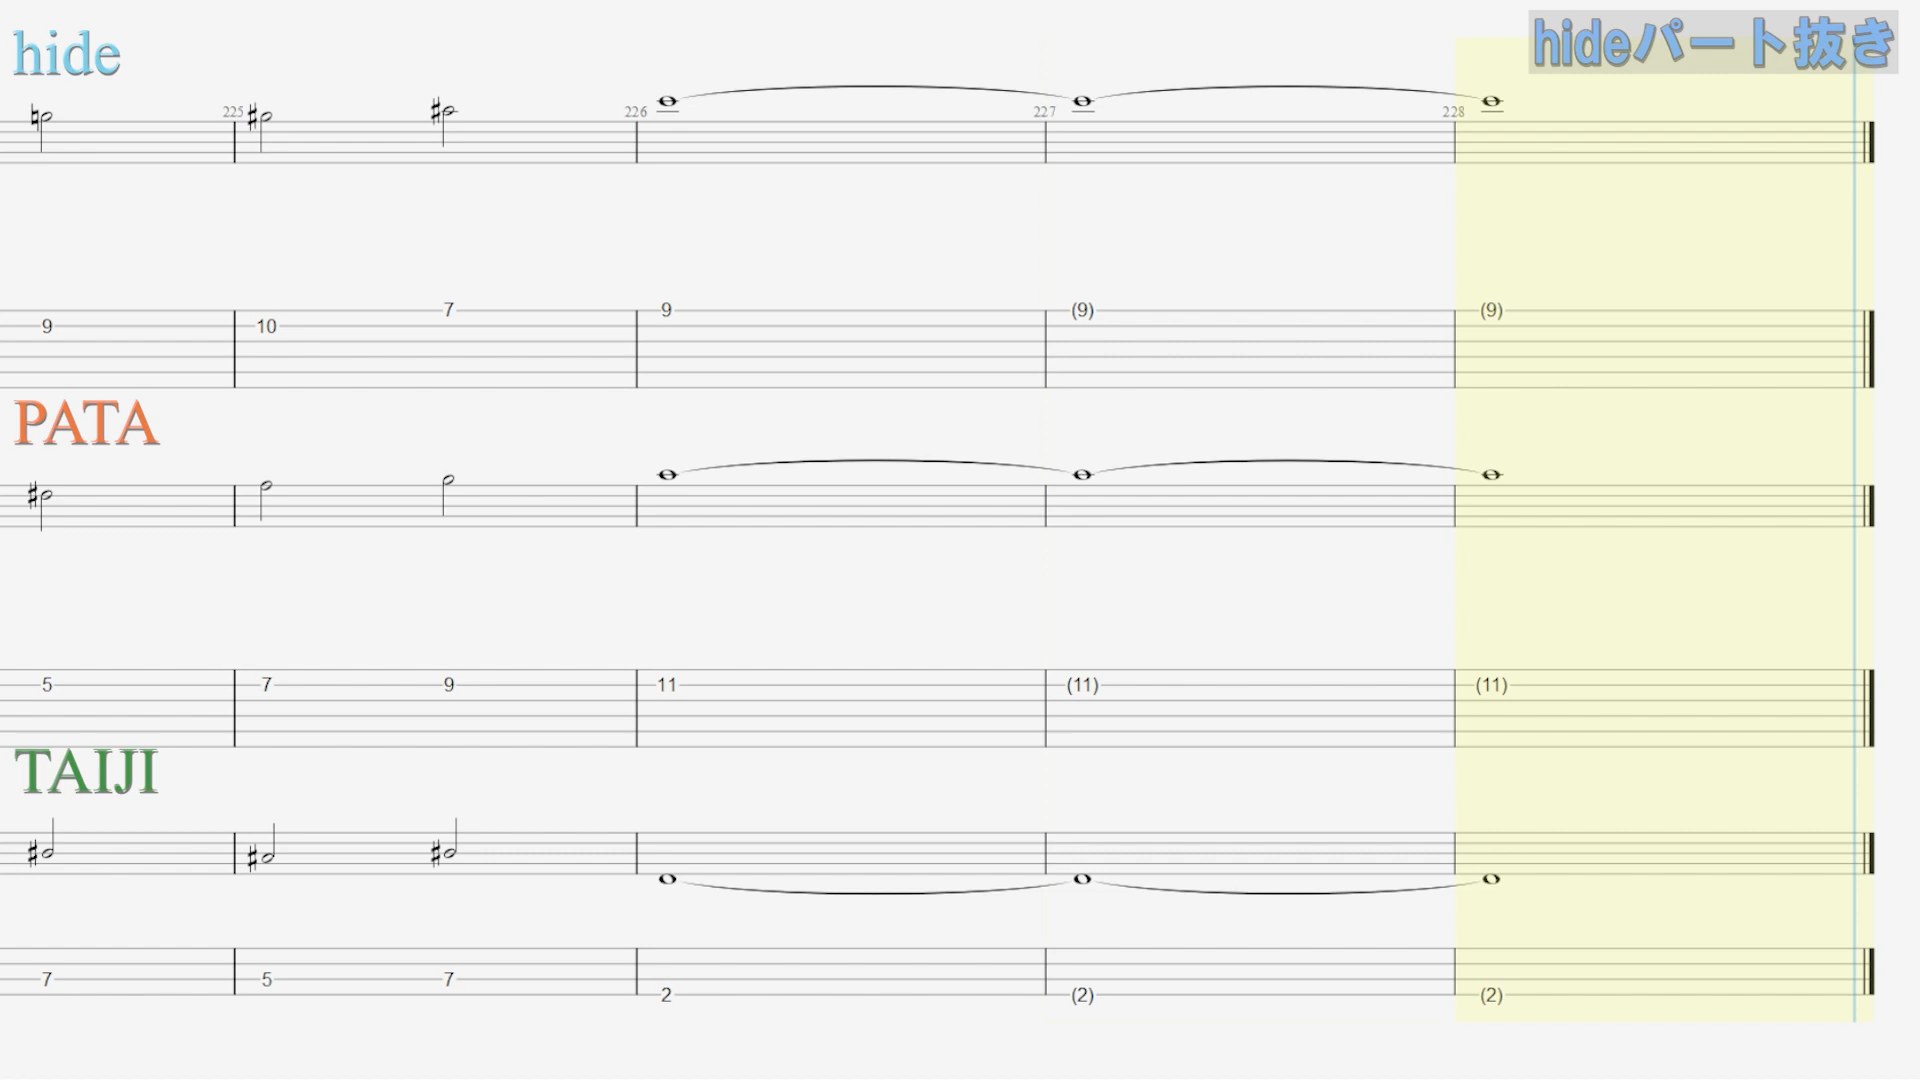 hide
hideパート抜き
225 226 227 228
9 10 7 9 (9) (9)
PATA
5 7 9 11 (11) (11)
TAIJI
7 5 7 2 (2) (2)